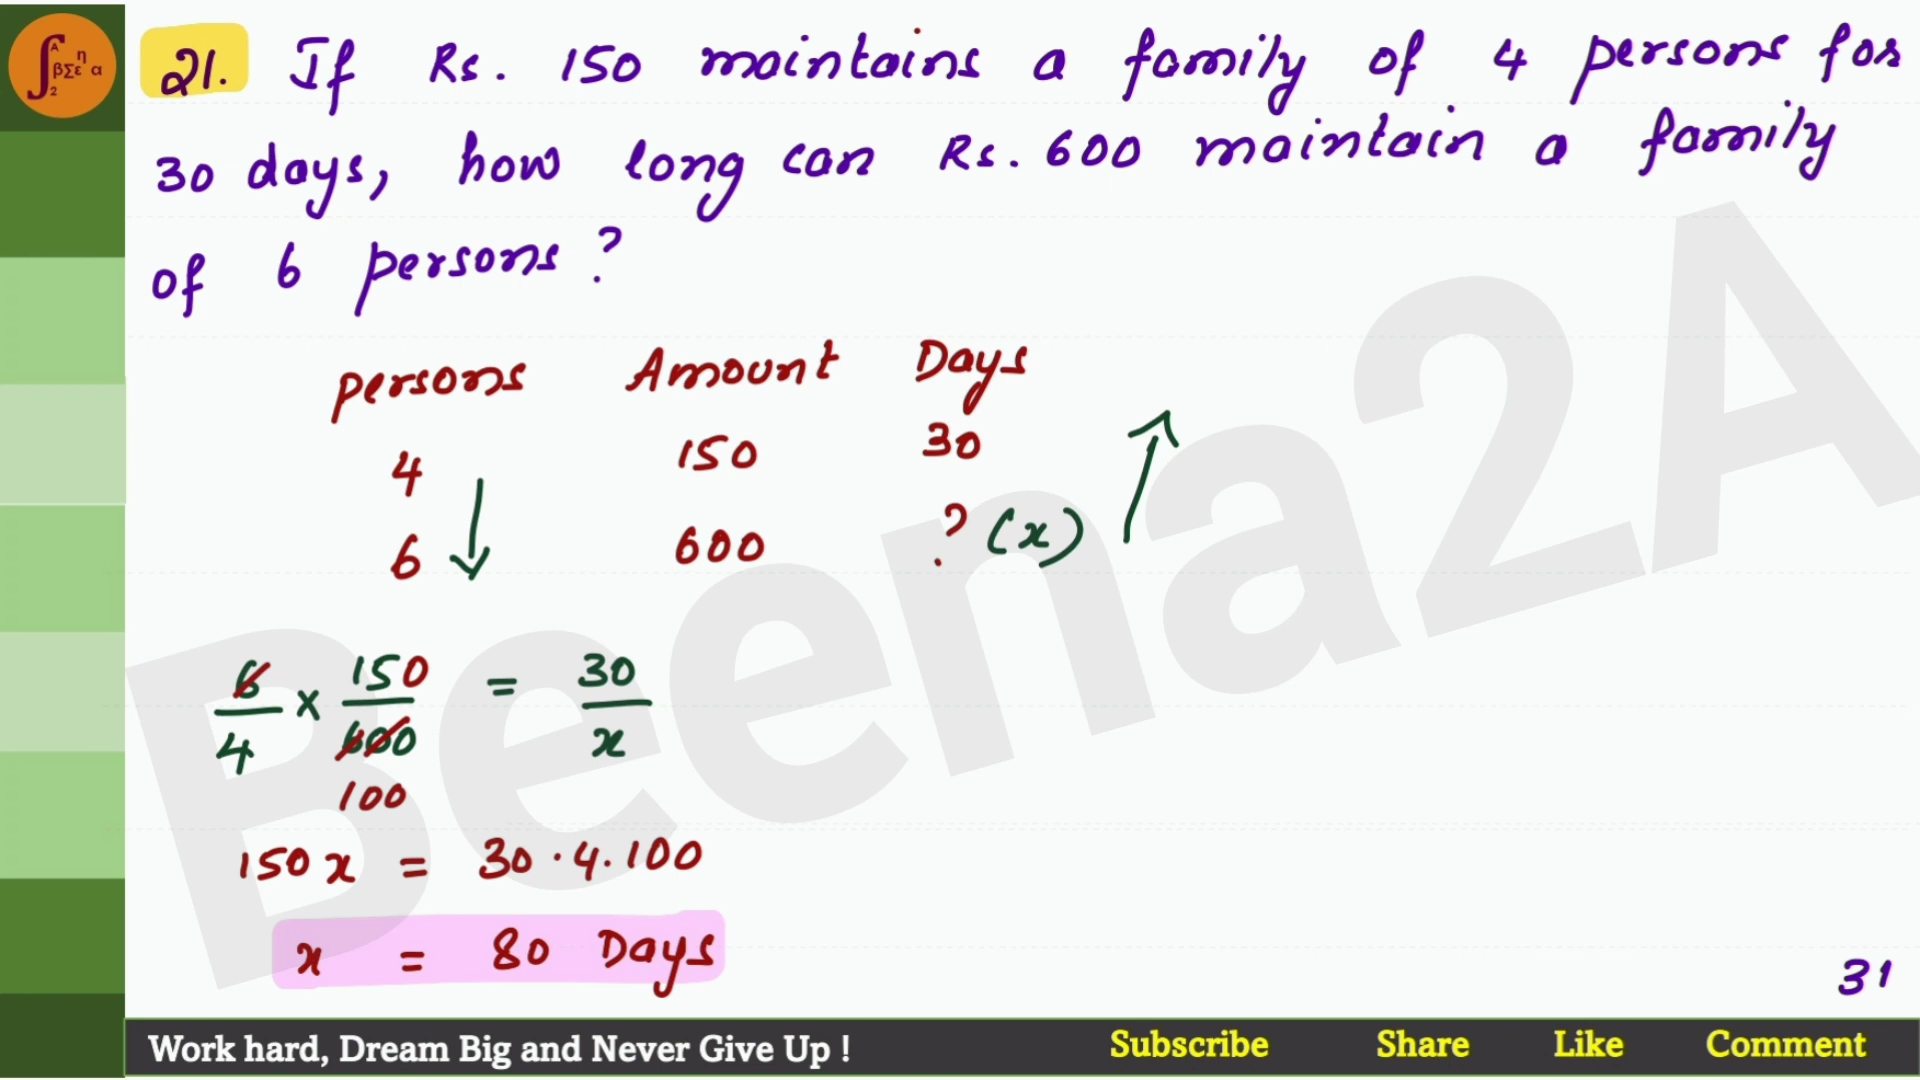 21. If Rs. 150 maintains a family of 4 persons for
30 days, how long can Rs. 600 maintain a family
of 6 persons?
persons Amount Days
4 150 30
6 600 ? (x)
6/4 × 150/600 = 30/x
100
150x = 30 · 4 . 100
x = 80 Days
31
Beena2A
Work hard, Dream Big and Never Give Up ! Subscribe Share Like Comment